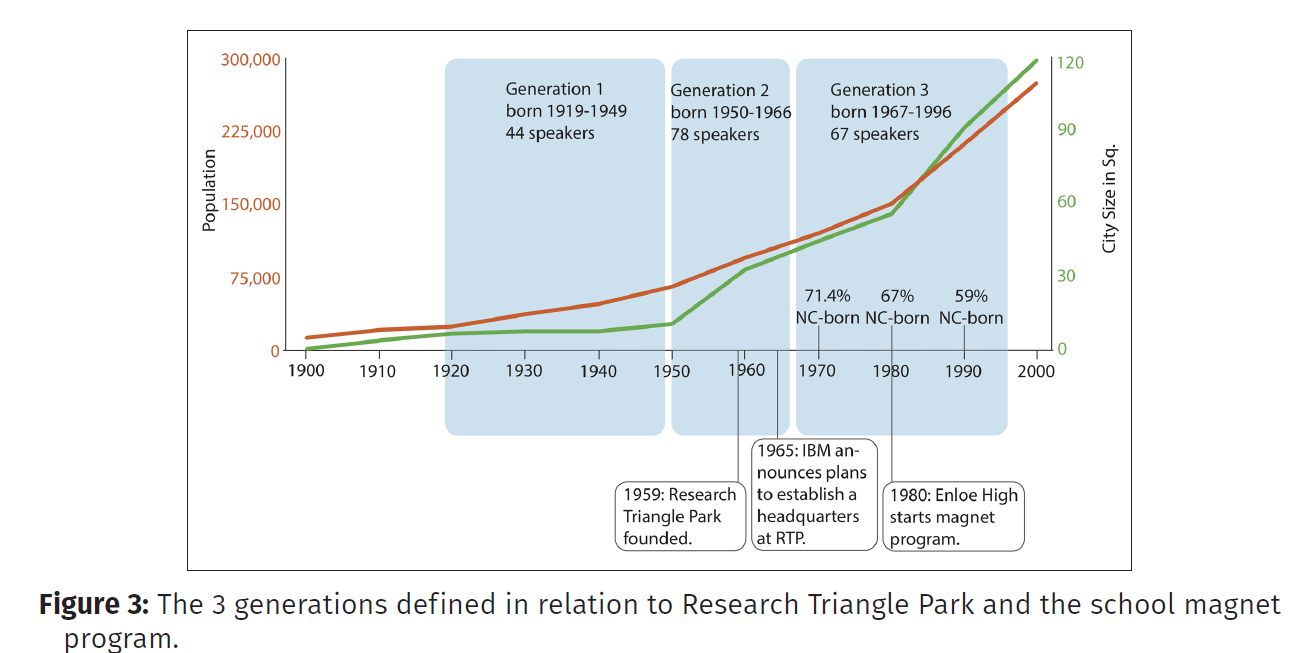 300,000
225,000
150,000
75,000
0
Population
Generation 1
born 1919-1949
44 speakers
Generation 2
born 1950-1966
78 speakers
Generation 3
born 1967-1996
67 speakers
120
90
60
30
0
City Size in Sq.
71.4%
NC-born
67%
NC-born
59%
NC-born
1900 1910 1920 1930 1940 1950 1960 1970 1980 1990 2000
1959: Research
Triangle Park
founded.
1965: IBM an-
nounces plans
to establish a
headquarters
at RTP.
1980: Enloe High
starts magnet
program.
Figure 3: The 3 generations defined in relation to Research Triangle Park and the school magnet
program.